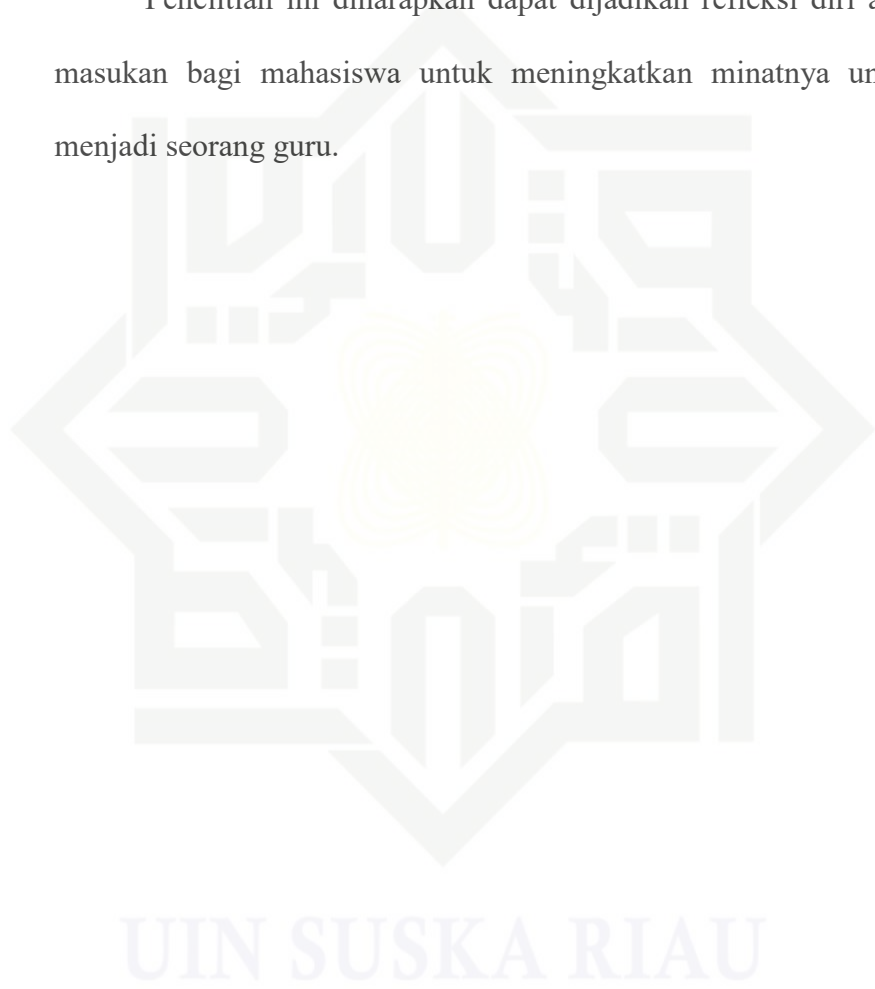 Penelitian ini diharapkan dapat dijadikan refleksi diri
masukan bagi mahasiswa untuk meningkatkan minatnya
menjadi seorang guru.
UIN SUSKA RIAU